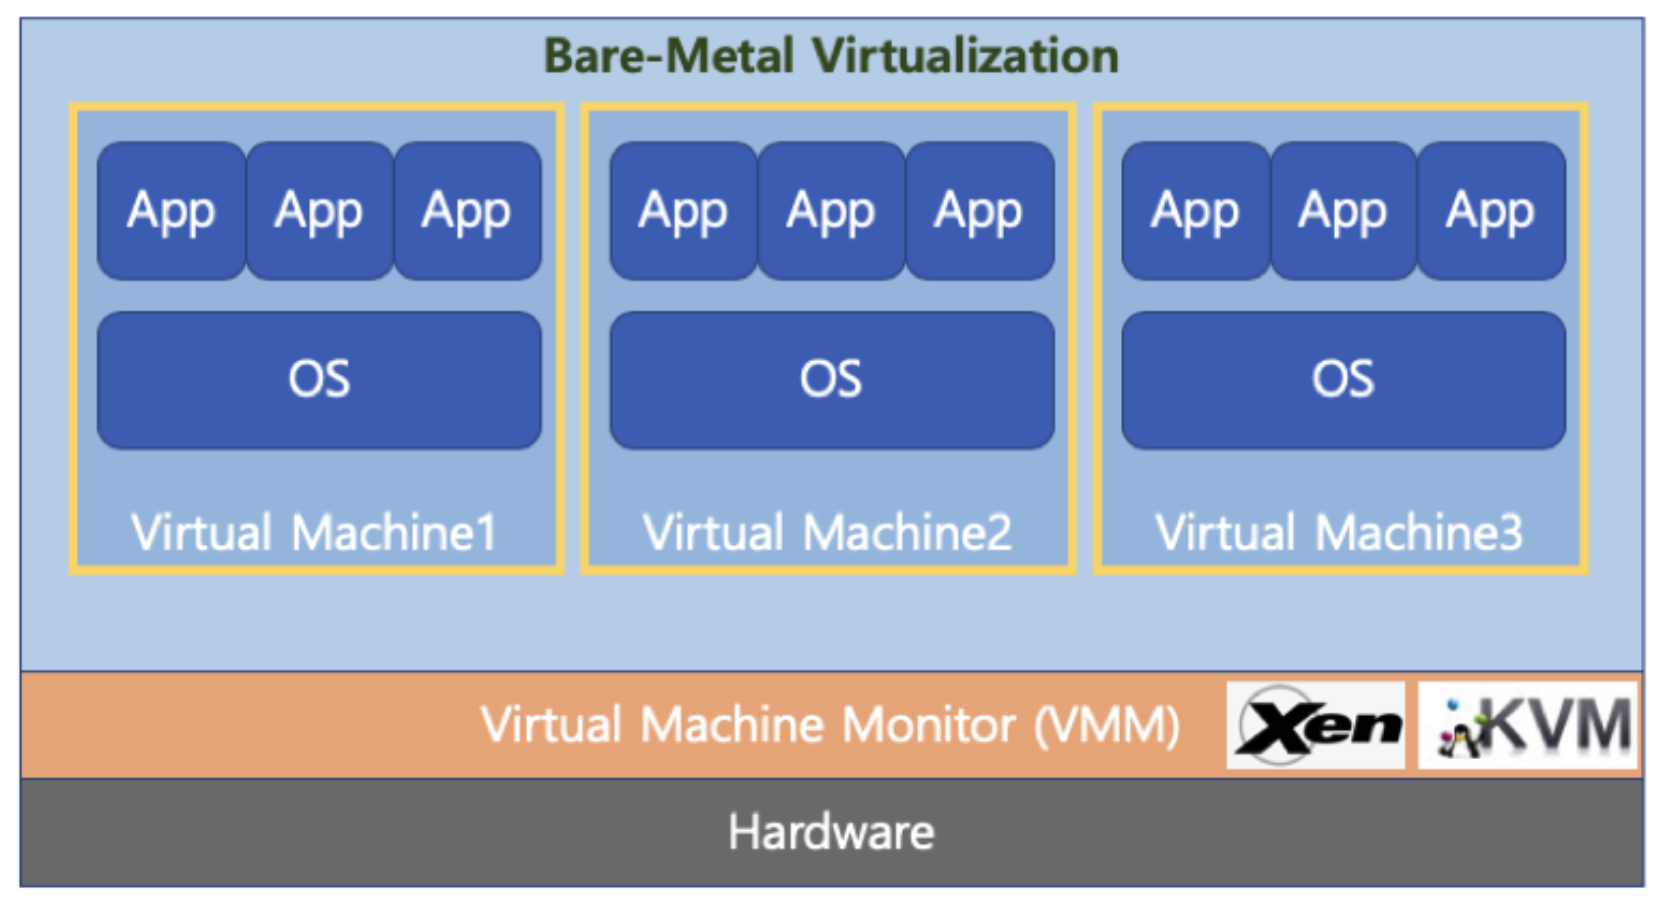 Bare-Metal Virtualization
App App App App App App App App App
OS OS OS
Virtual Machine1 Virtual Machine2 Virtual Machine3
Virtual Machine Monitor (VMM) Xen KVM
Hardware